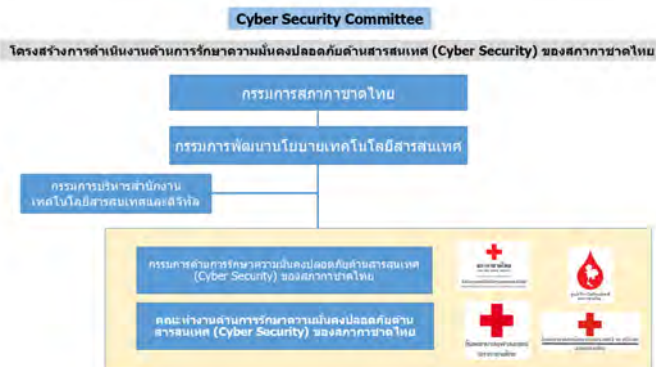 Cyber Security Committee
โครงสร้างการดำเนินงานด้านการรักษาความมั่นคงปลอดภัยด้านสารสนเทศ (Cyber Security) ของสภากาชาดไทย
กรรมการสภากาชาดไทย
กรรมการพัฒนานโยบายเทคโนโลยีสารสนเทศ
กรรมการบริหารสำนักงาน
เทคโนโลยีสารสนเทศและดิจิทัล
กรรมการด้านการรักษาความมั่นคงปลอดภัยด้านสารสนเทศ
(Cyber Security) ของสภากาชาดไทย
คณะทำงานด้านการรักษาความมั่นคงปลอดภัยด้าน
สารสนเทศ (Cyber Security) ของสภากาชาดไทย
สภากาชาดไทย